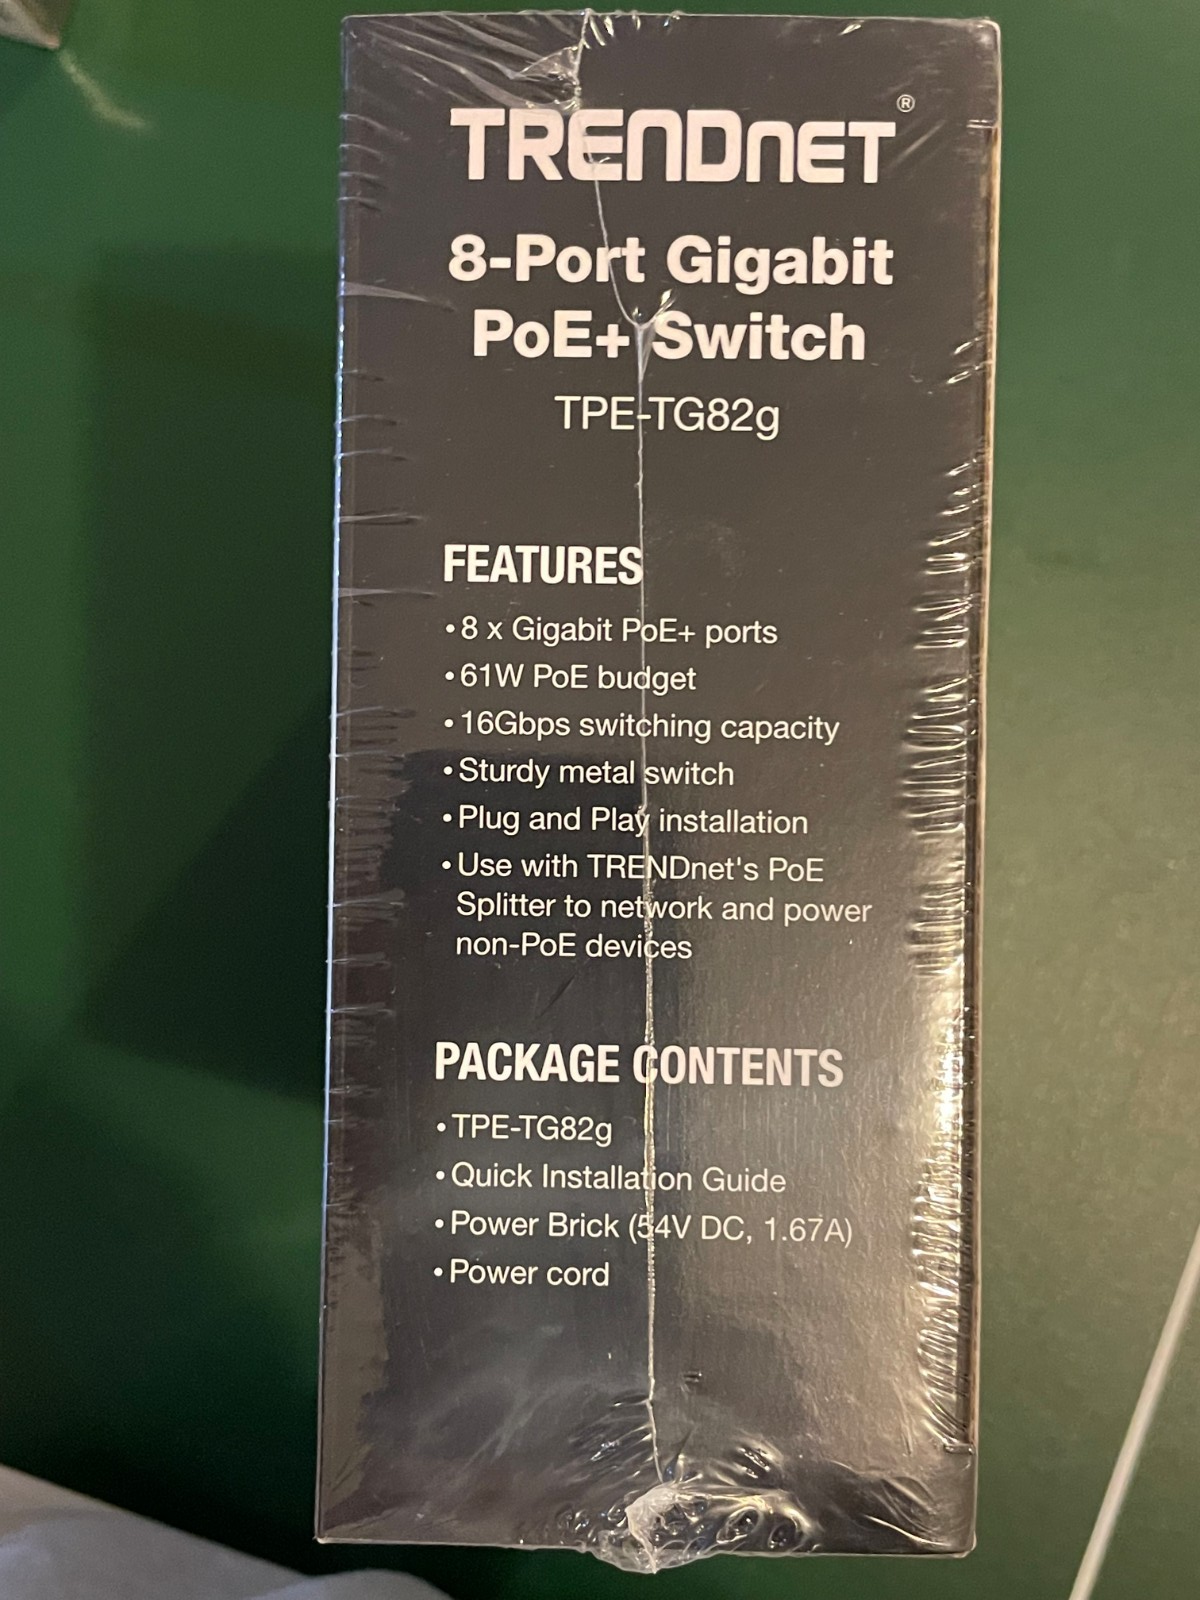 TRENDnET®
8-Port Gigabit
PoE+ Switch
TPE-TG82g
FEATURES
•8 x Gigabit PoE+ ports
•61W PoE budget
•16Gbps switching capacity
•Sturdy metal switch
•Plug and Play installation
•Use with TRENDnet's PoE
Splitter to network and power
non-PoE devices
PACKAGE CONTENTS
•TPE-TG82g
•Quick Installation Guide
•Power Brick (54V DC, 1.67A)
•Power cord